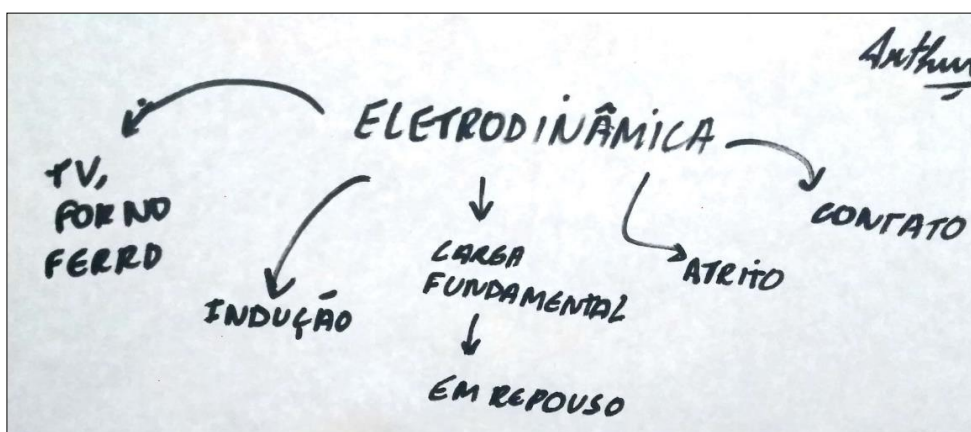 Arthur
ELETRODINÂMICA
TV,
FORNO
FERRO
INDUÇÃO
CARGA
FUNDAMENTAL
EM REPOUSO
ATRITO
CONTATO